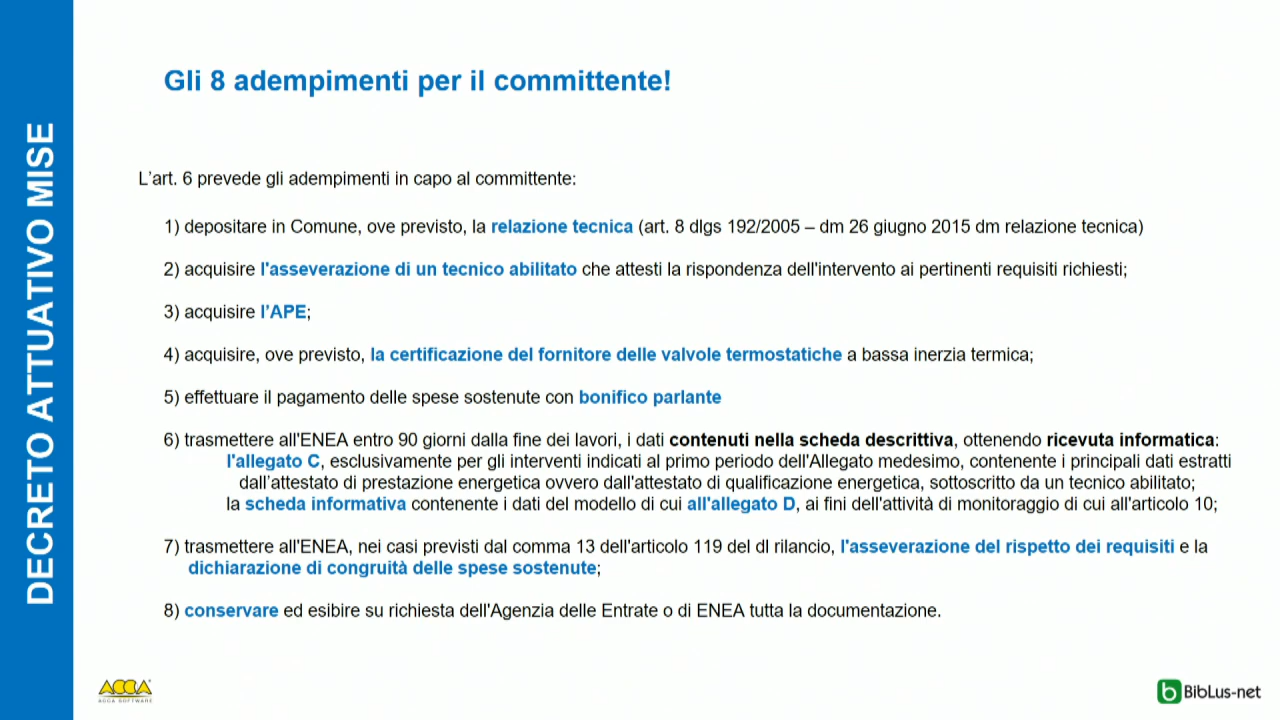 DECRETO ATTUATIVO MISE
Gli 8 adempimenti per il committente!
L'art. 6 prevede gli adempimenti in capo al committente:
1) depositare in Comune, ove previsto, la relazione tecnica (art. 8 dlgs 192/2005 – dm 26 giugno 2015 dm relazione tecnica)
2) acquisire l'asseverazione di un tecnico abilitato che attesti la rispondenza dell'intervento ai pertinenti requisiti richiesti;
3) acquisire l'APE;
4) acquisire, ove previsto, la certificazione del fornitore delle valvole termostatiche a bassa inerzia termica;
5) effettuare il pagamento delle spese sostenute con bonifico parlante
6) trasmettere all'ENEA entro 90 giorni dalla fine dei lavori, i dati contenuti nella scheda descrittiva, ottenendo ricevuta informatica:
l'allegato C, esclusivamente per gli interventi indicati al primo periodo dell'Allegato medesimo, contenente i principali dati estratti
dall'attestato di prestazione energetica ovvero dall'attestato di qualificazione energetica, sottoscritto da un tecnico abilitato;
la scheda informativa contenente i dati del modello di cui all'allegato D, ai fini dell'attività di monitoraggio di cui all'articolo 10;
7) trasmettere all'ENEA, nei casi previsti dal comma 13 dell'articolo 119 del dl rilancio, l'asseverazione del rispetto dei requisiti e la
dichiarazione di congruità delle spese sostenute;
8) conservare ed esibire su richiesta dell'Agenzia delle Entrate o di ENEA tutta la documentazione.
ACCA
ACCA SOFTWARE
BibLus-net